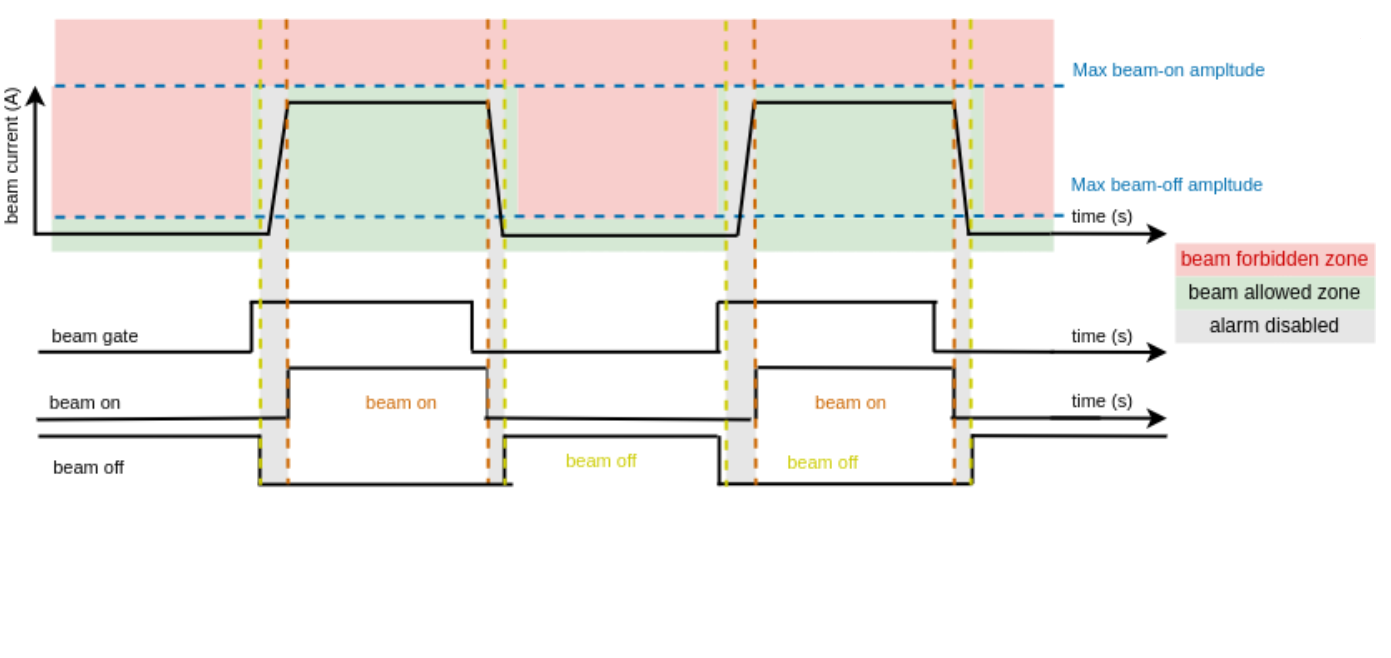 Max beam-on ampltude
beam current (A)
Max beam-off ampltude
time (s)
beam forbidden zone
beam allowed zone
alarm disabled
beam gate
time (s)
beam on
beam on
beam on
time (s)
beam off
beam off
beam off